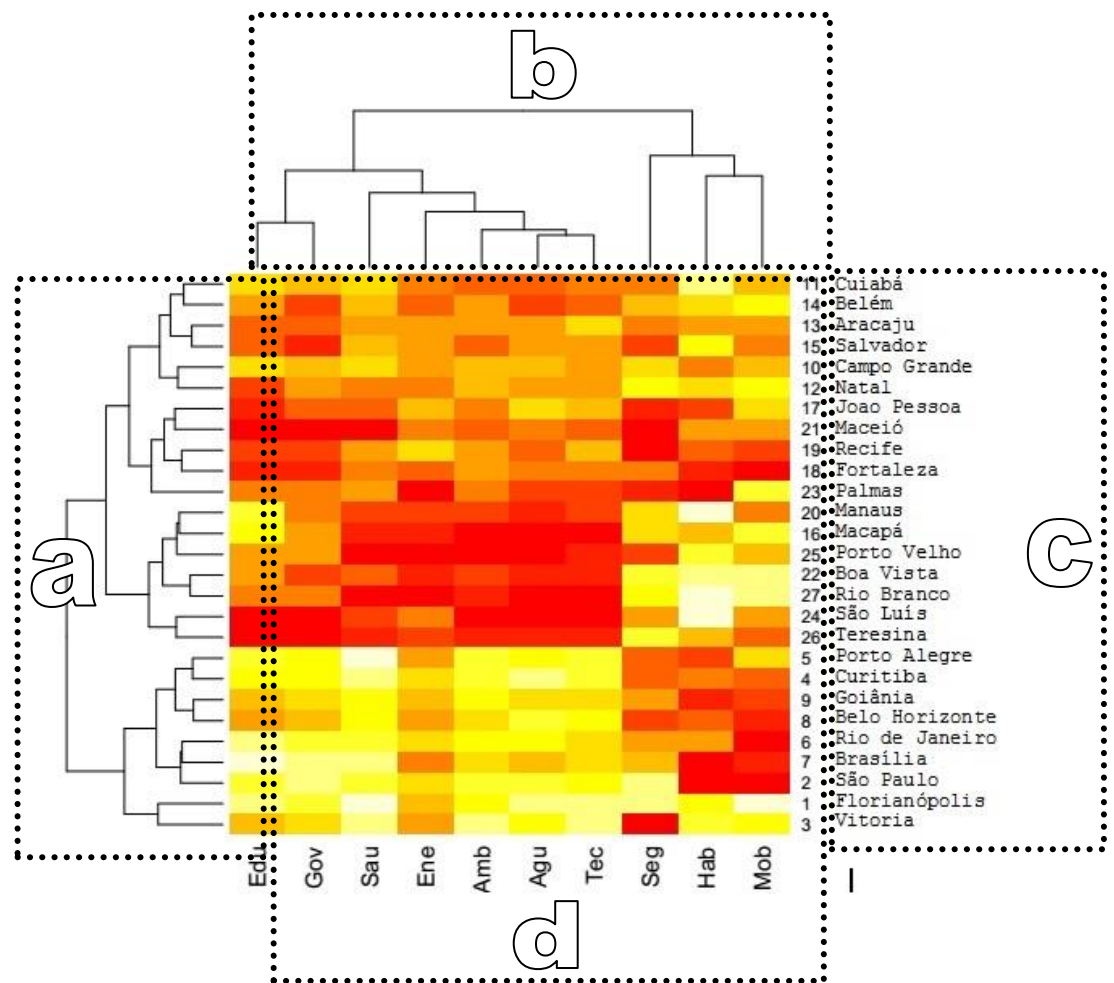 b
a
c
11 Cuiabá
14 Belém
13 Aracaju
15 Salvador
10 Campo Grande
12 Natal
17 Joao Pessoa
21 Maceió
19 Recife
18 Fortaleza
23 Palmas
20 Manaus
16 Macapá
25 Porto Velho
22 Boa Vista
27 Rio Branco
24 São Luís
26 Teresina
5 Porto Alegre
4 Curitiba
9 Goiânia
8 Belo Horizonte
6 Rio de Janeiro
7 Brasília
2 São Paulo
1 Florianópolis
3 Vitoria
Edu Gov Sau Ene Amb Agu Tec Seg Hab Mob
d